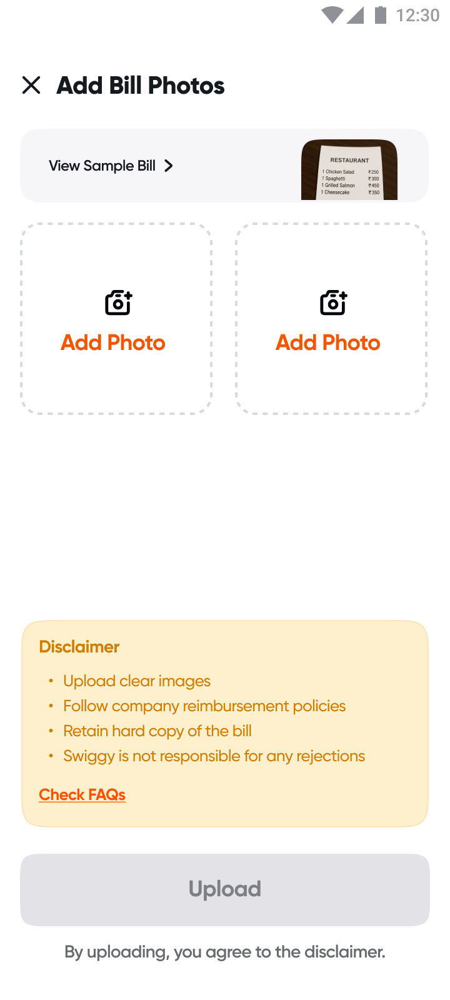 12:30
Add Bill Photos
View Sample Bill
RESTAURANT
1 Chicken Salad ₹250
1 Spaghetti ₹300
1 Grilled Salmon ₹450
1 Cheesecake ₹350
Add Photo
Add Photo
Disclaimer
• Upload clear images
• Follow company reimbursement policies
• Retain hard copy of the bill
• Swiggy is not responsible for any rejections
Check FAQs
Upload
By uploading, you agree to the disclaimer.